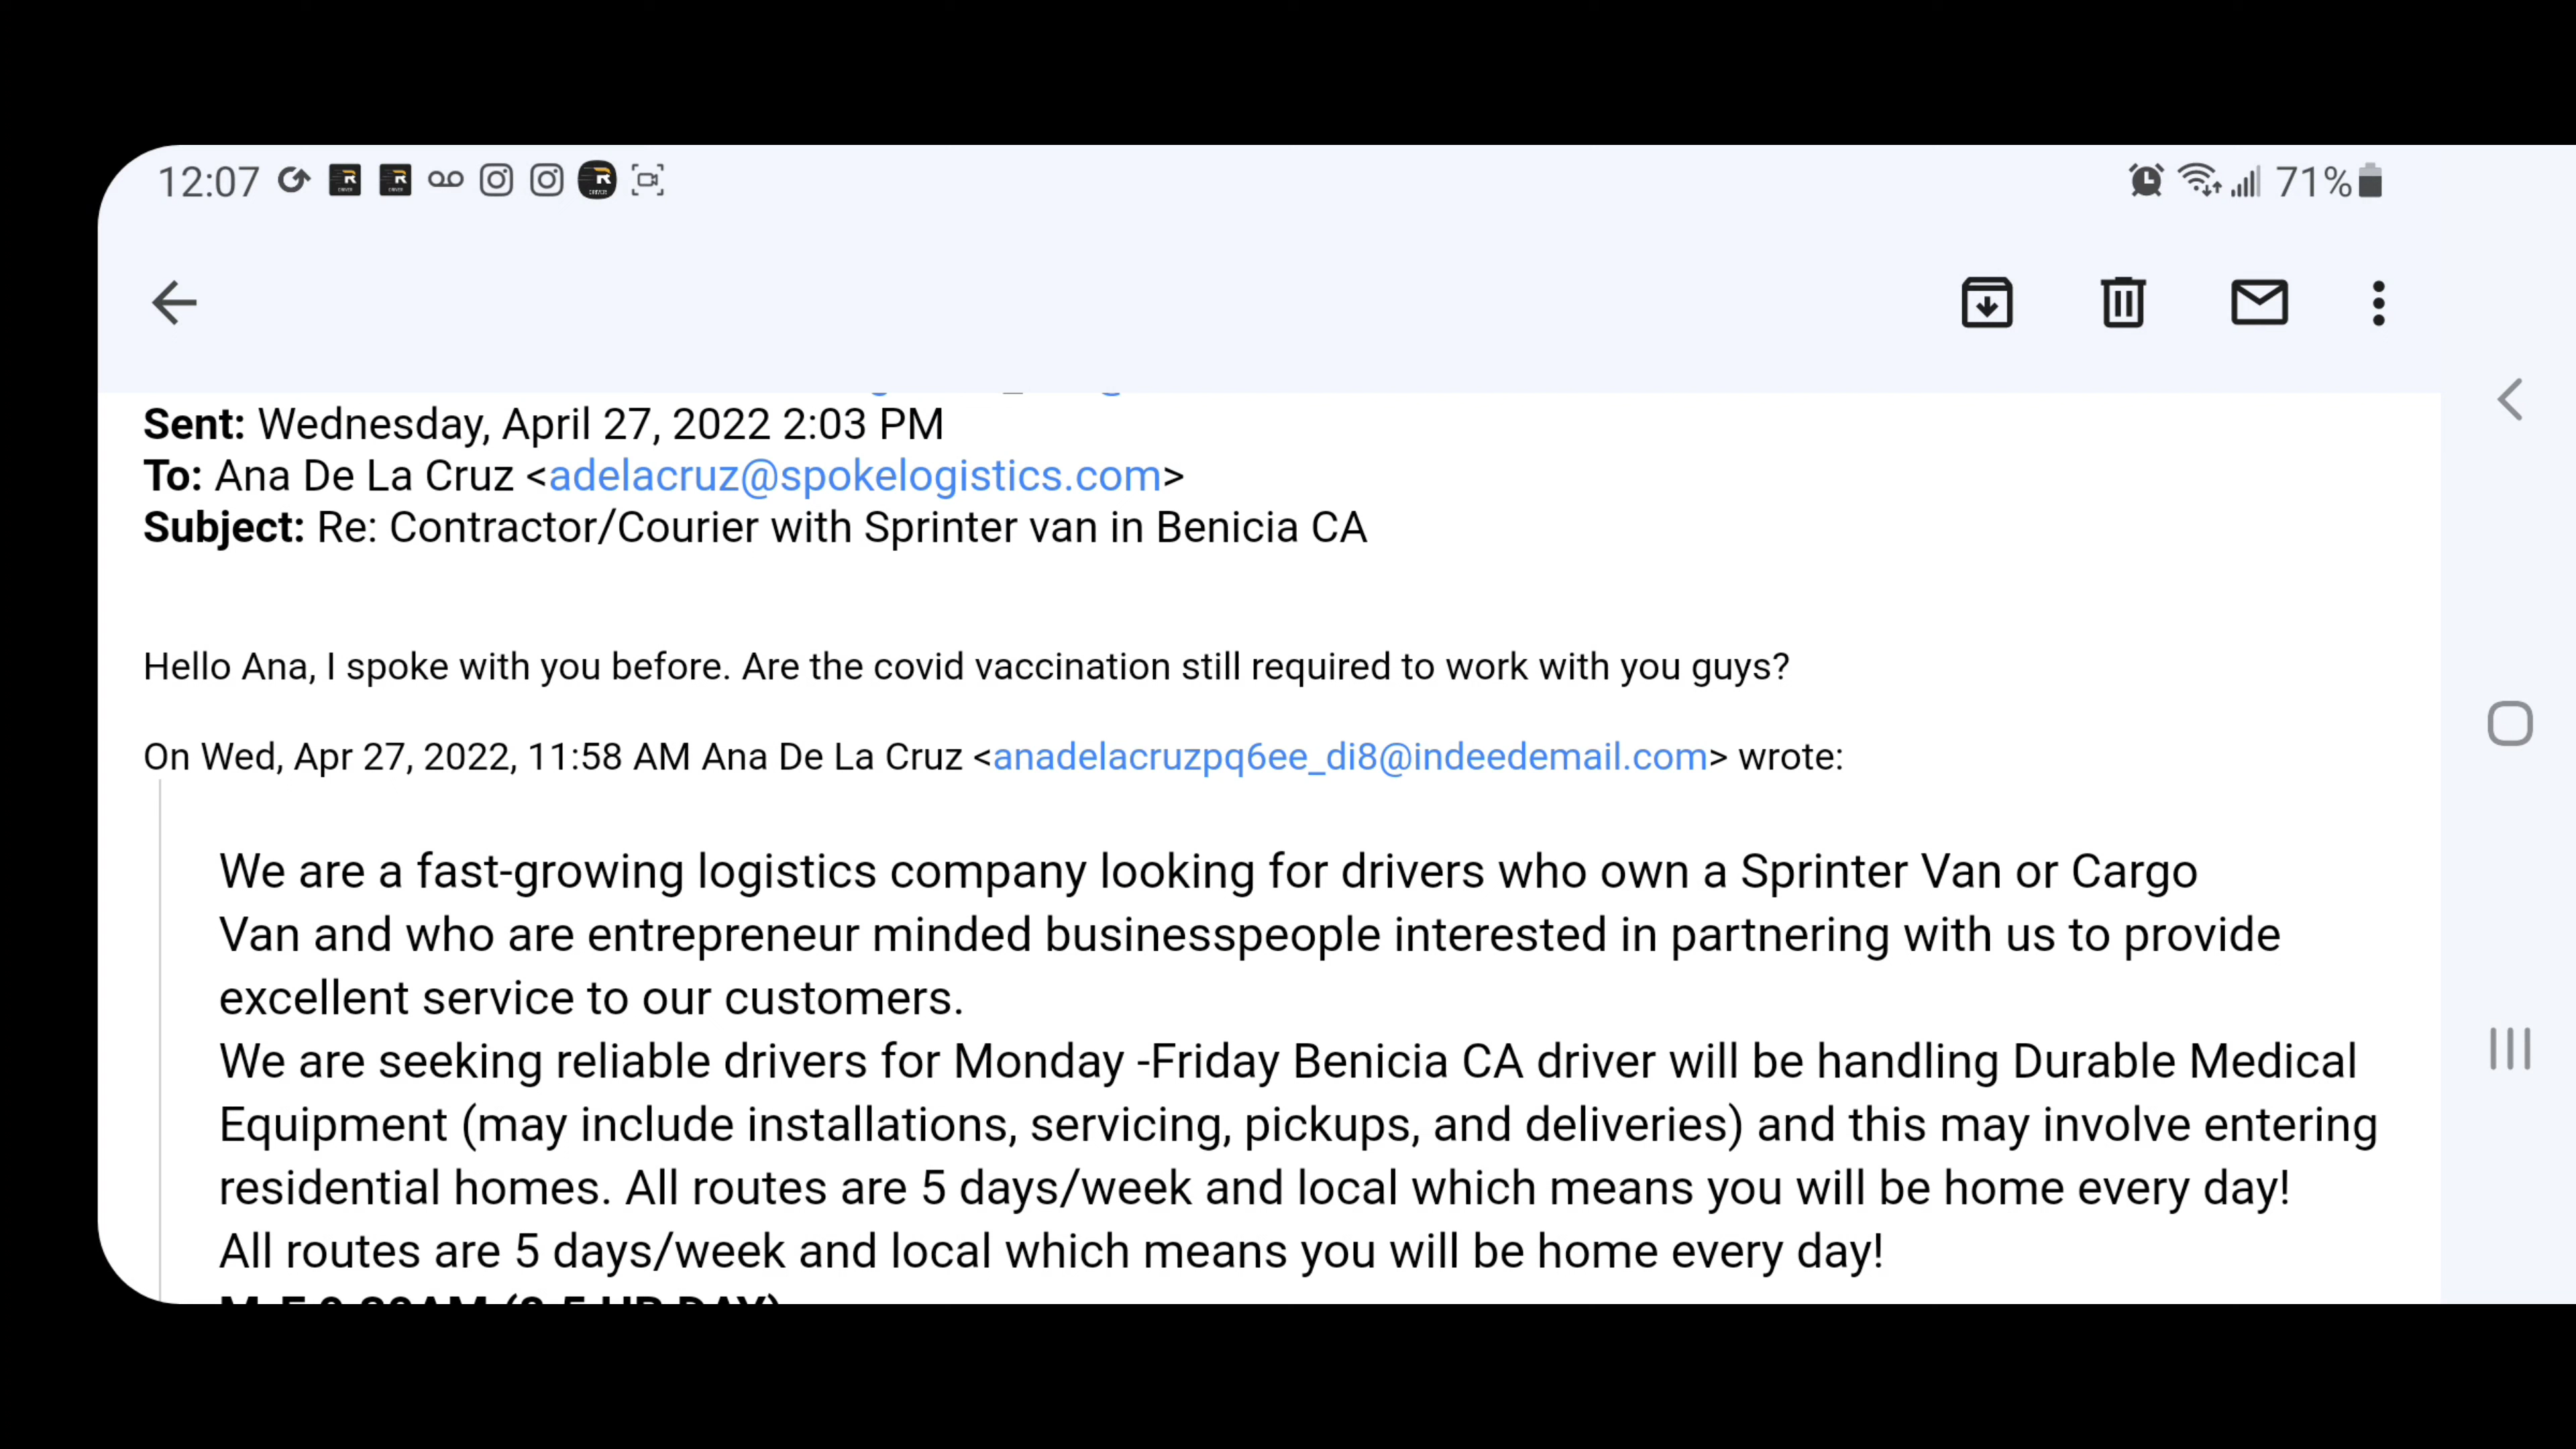 12:07
71%
Sent: Wednesday, April 27, 2022 2:03 PM
To: Ana De La Cruz <adelacruz@spokelogistics.com>
Subject: Re: Contractor/Courier with Sprinter van in Benicia CA
Hello Ana, I spoke with you before. Are the covid vaccination still required to work with you guys?
On Wed, Apr 27, 2022, 11:58 AM Ana De La Cruz <anadelacruzpq6ee_di8@indeedemail.com> wrote:
We are a fast-growing logistics company looking for drivers who own a Sprinter Van or Cargo
Van and who are entrepreneur minded businesspeople interested in partnering with us to provide
excellent service to our customers.
We are seeking reliable drivers for Monday -Friday Benicia CA driver will be handling Durable Medical
Equipment (may include installations, servicing, pickups, and deliveries) and this may involve entering
residential homes. All routes are 5 days/week and local which means you will be home every day!
All routes are 5 days/week and local which means you will be home every day!